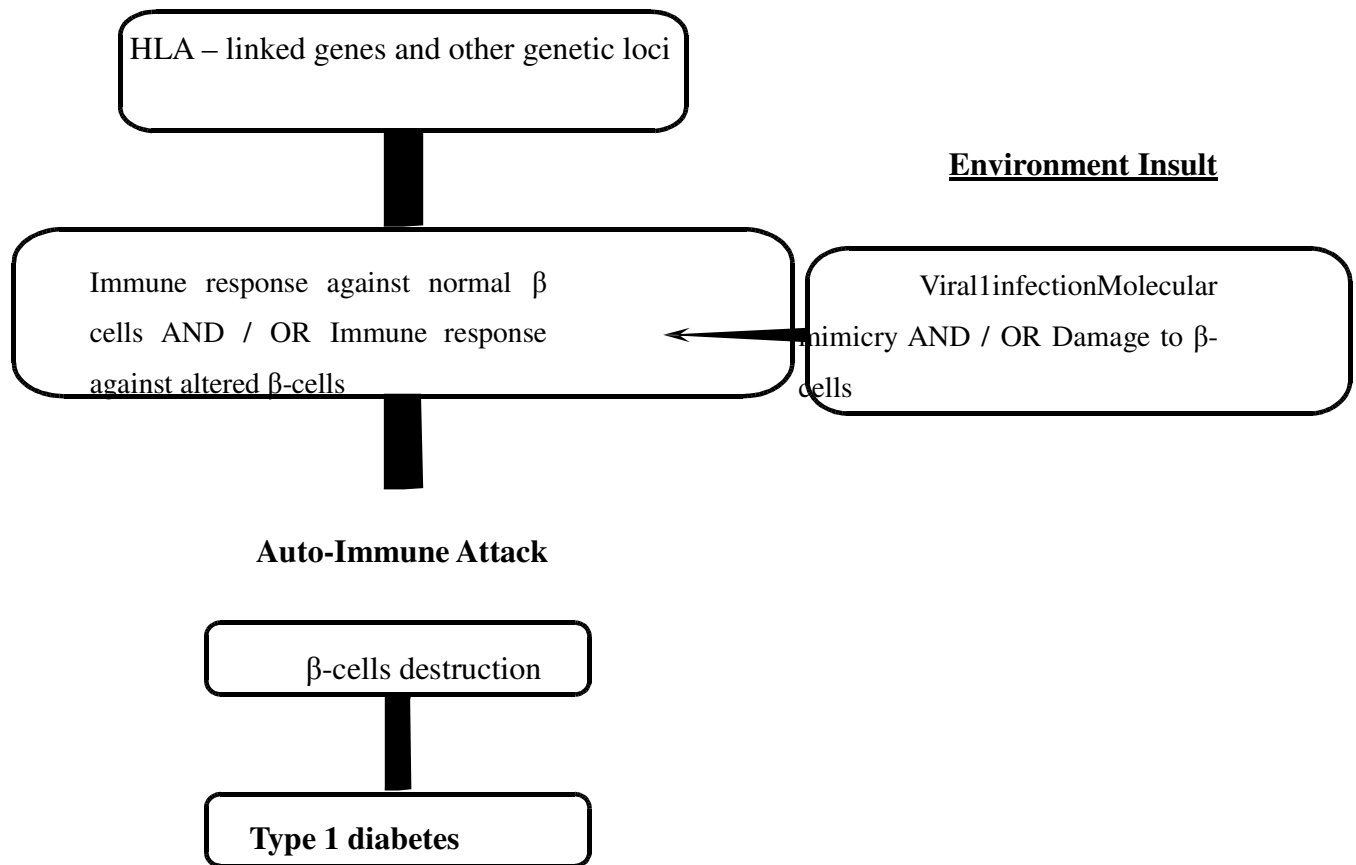 HLA – linked genes and other genetic loci
Environment Insult
Immune response against normal β
cells AND / OR Immune response
against altered β-cells
Viral1infectionMolecular
mimicry AND / OR Damage to β-
cells
Auto-Immune Attack
β-cells destruction
Type 1 diabetes